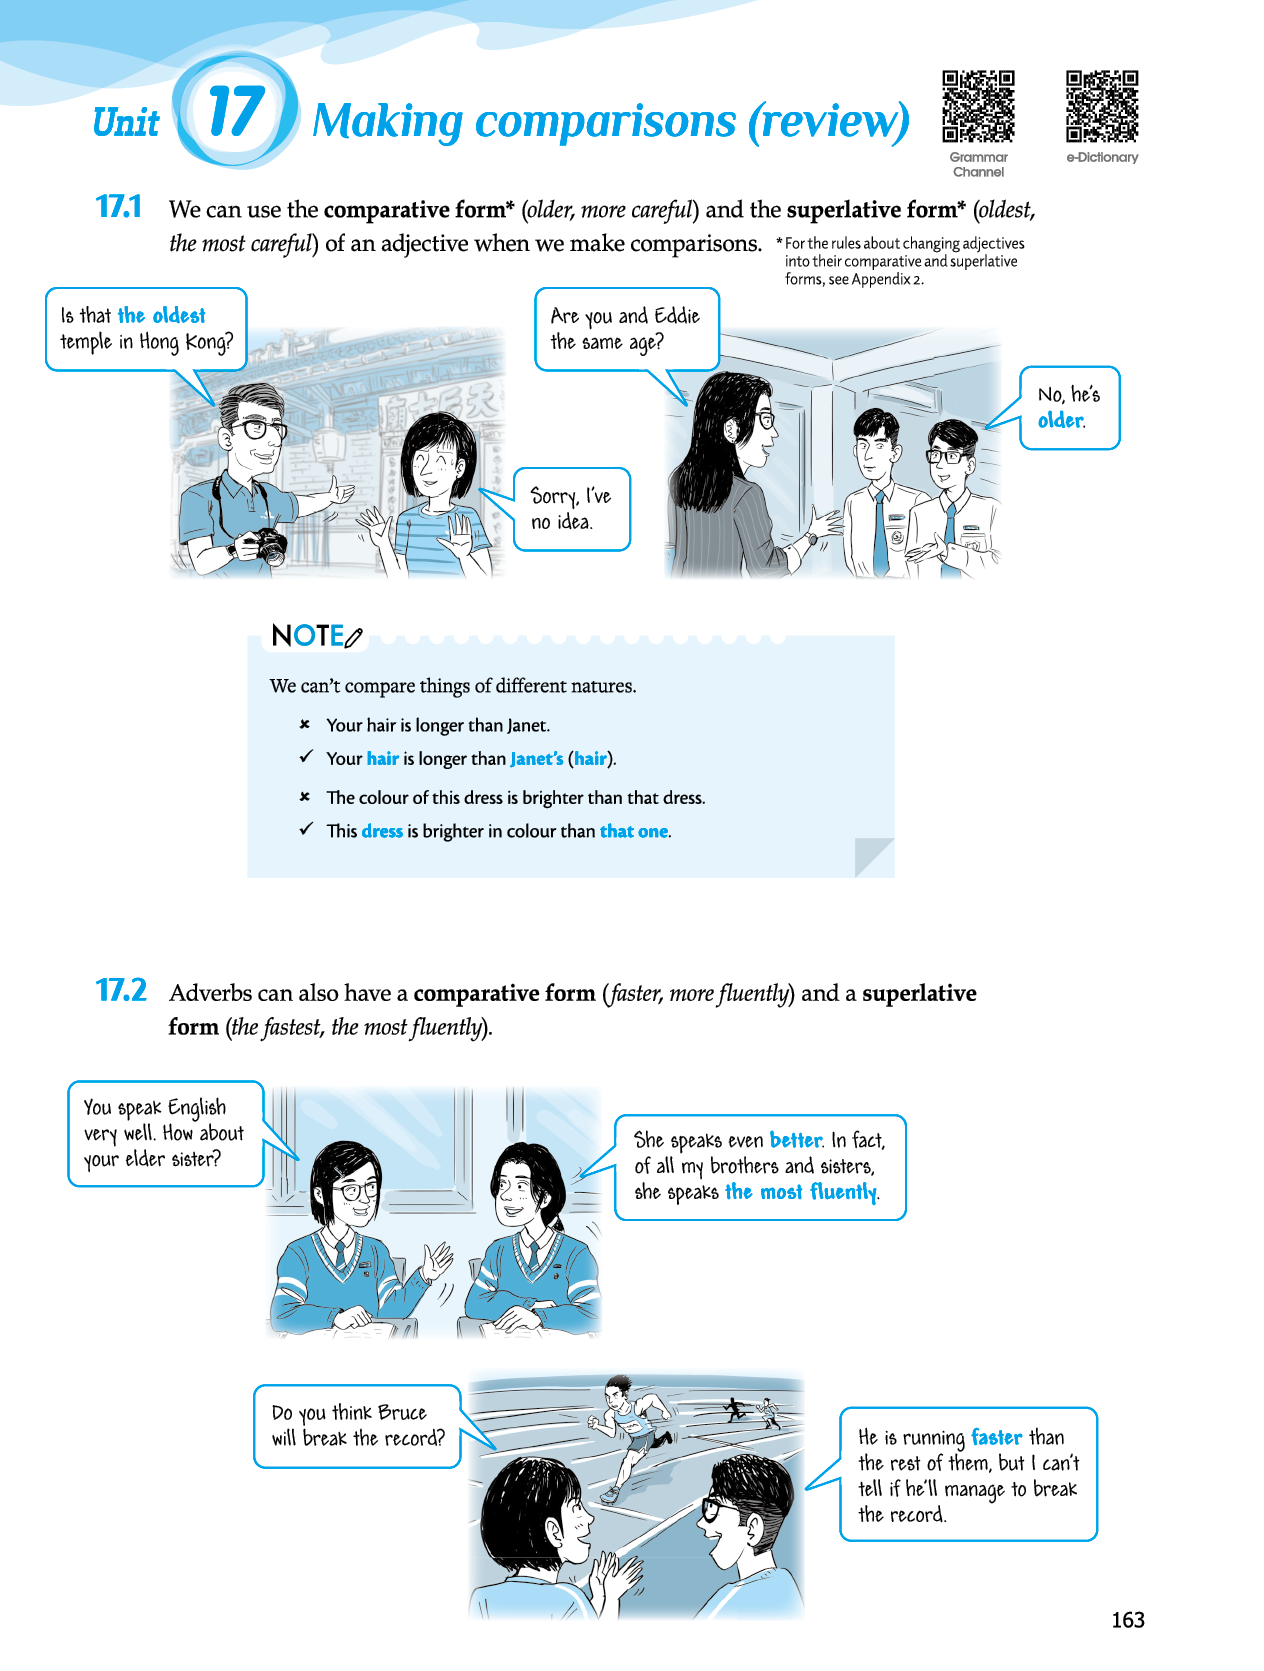 Unit 17 Making comparisons (review)
Grammar
Channel
e-Dictionary
17.1 We can use the comparative form* (older, more careful) and the superlative form* (oldest,
the most careful) of an adjective when we make comparisons.
* For the rules about changing adjectives
into their comparative and superlative
forms, see Appendix 2.
Is that the oldest
temple in Hong Kong?
Sorry, I've
no idea.
Are you and Eddie
the same age?
No, he's
older.
NOTE
We can't compare things of different natures.
✗ Your hair is longer than Janet.
✓ Your hair is longer than Janet's (hair).
✗ The colour of this dress is brighter than that dress.
✓ This dress is brighter in colour than that one.
17.2 Adverbs can also have a comparative form (faster, more fluently) and a superlative
form (the fastest, the most fluently).
You speak English
very well. How about
your elder sister?
She speaks even better. In fact,
of all my brothers and sisters,
she speaks the most fluently.
Do you think Bruce
will break the record?
He is running faster than
the rest of them, but I can't
tell if he'll manage to break
the record.
163